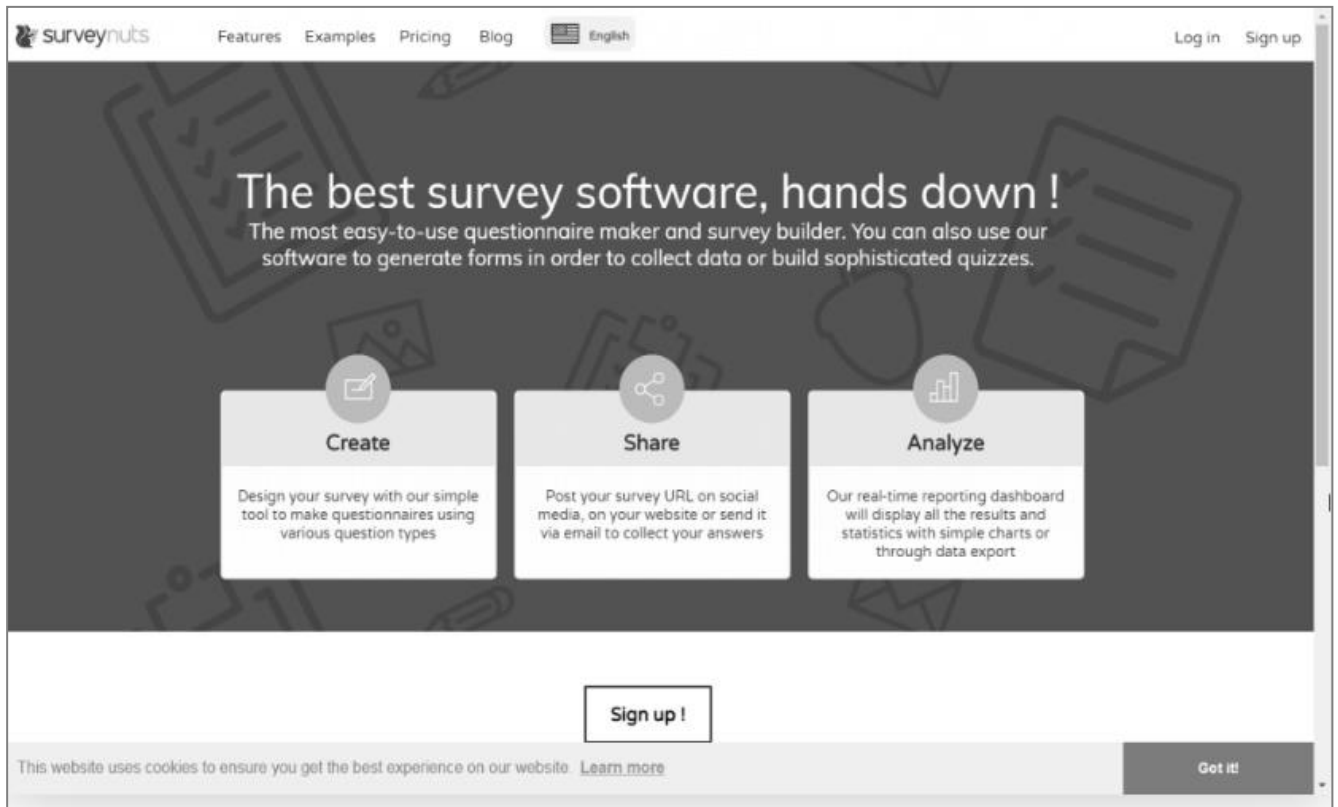 surveynuts Features Examples Pricing Blog English Log in Sign up
The best survey software, hands down !
The most easy-to-use questionnaire maker and survey builder. You can also use our
software to generate forms in order to collect data or build sophisticated quizzes.
Create
Design your survey with our simple
tool to make questionnaires using
various question types
Share
Post your survey URL on social
media, on your website or send it
via email to collect your answers
Analyze
Our real-time reporting dashboard
will display all the results and
statistics with simple charts or
through data export
Sign up !
This website uses cookies to ensure you get the best experience on our website. Learn more
Got it!